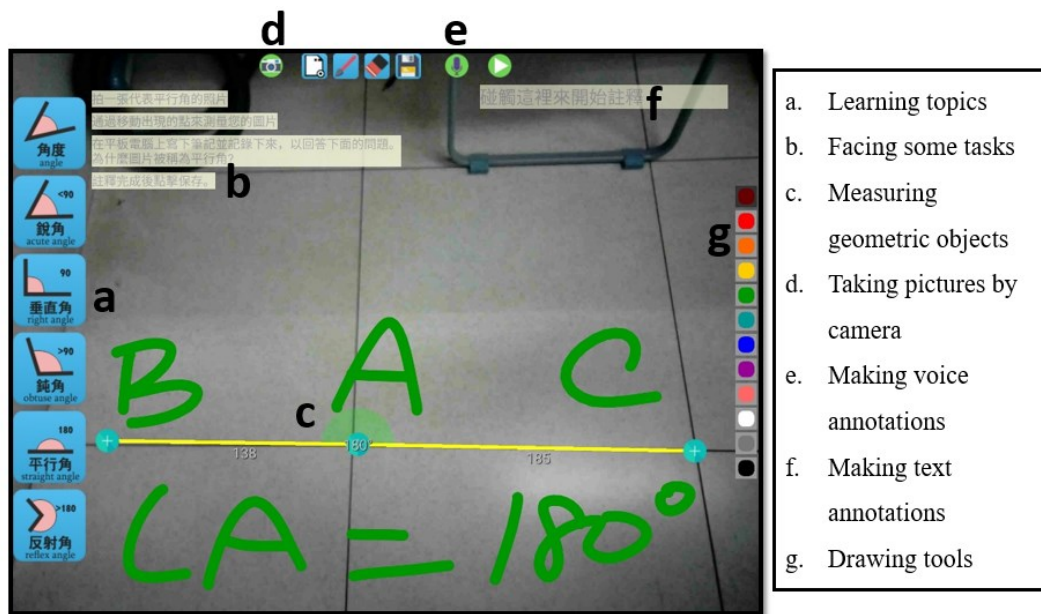 d
e
拍一張代表平行角的照片
通過移動出現的點來測量您的圖片
在平板電腦上寫下筆記並記錄下來，以回答下面的問題。
為什麼圖片被稱為平行角?
註釋完成後點擊保存。
b
碰觸這裡來開始註釋
f
角度
angle
<90
銳角
acute angle
90
垂直角
right angle
a
>90
鈍角
obtuse angle
180
平行角
straight angle
>180
反射角
reflex angle
g
B A C
c
180°
138
185
∠A = 180°
a. Learning topics
b. Facing some tasks
c. Measuring
geometric objects
d. Taking pictures by
camera
e. Making voice
annotations
f. Making text
annotations
g. Drawing tools